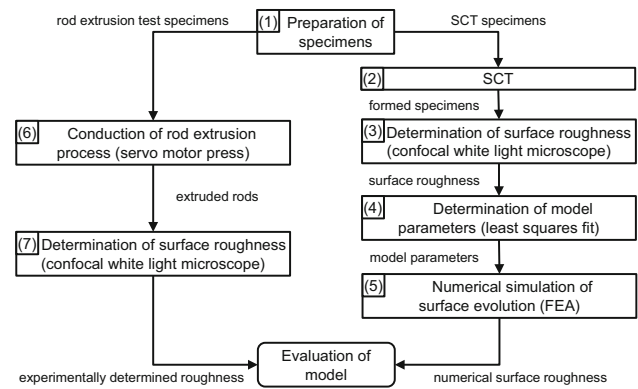 rod extrusion test specimens
(1) Preparation of
specimens
SCT specimens
(2) SCT
formed specimens
(3) Determination of surface roughness
(confocal white light microscope)
surface roughness
(4) Determination of model
parameters (least squares fit)
model parameters
(5) Numerical simulation of
surface evolution (FEA)
numerical surface roughness
(6) Conduction of rod extrusion
process (servo motor press)
extruded rods
(7) Determination of surface roughness
(confocal white light microscope)
experimentally determined roughness
Evaluation of
model